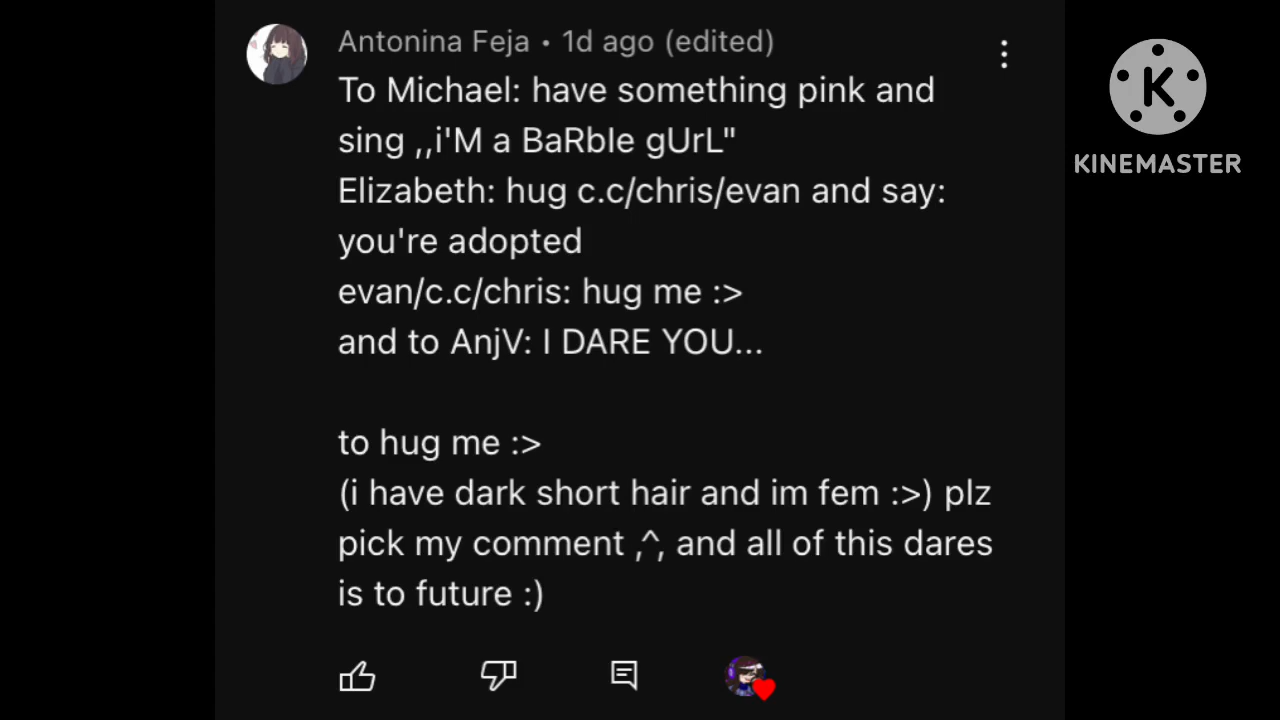 Antonina Feja • 1d ago (edited)
To Michael: have something pink and
sing ,,i'M a BaRbIe gUrL"
Elizabeth: hug c.c/chris/evan and say:
you're adopted
evan/c.c/chris: hug me :>
and to AnjV: I DARE YOU...
to hug me :>
(i have dark short hair and im fem :>) plz
pick my comment ,^, and all of this dares
is to future :)
K
KINEMASTER